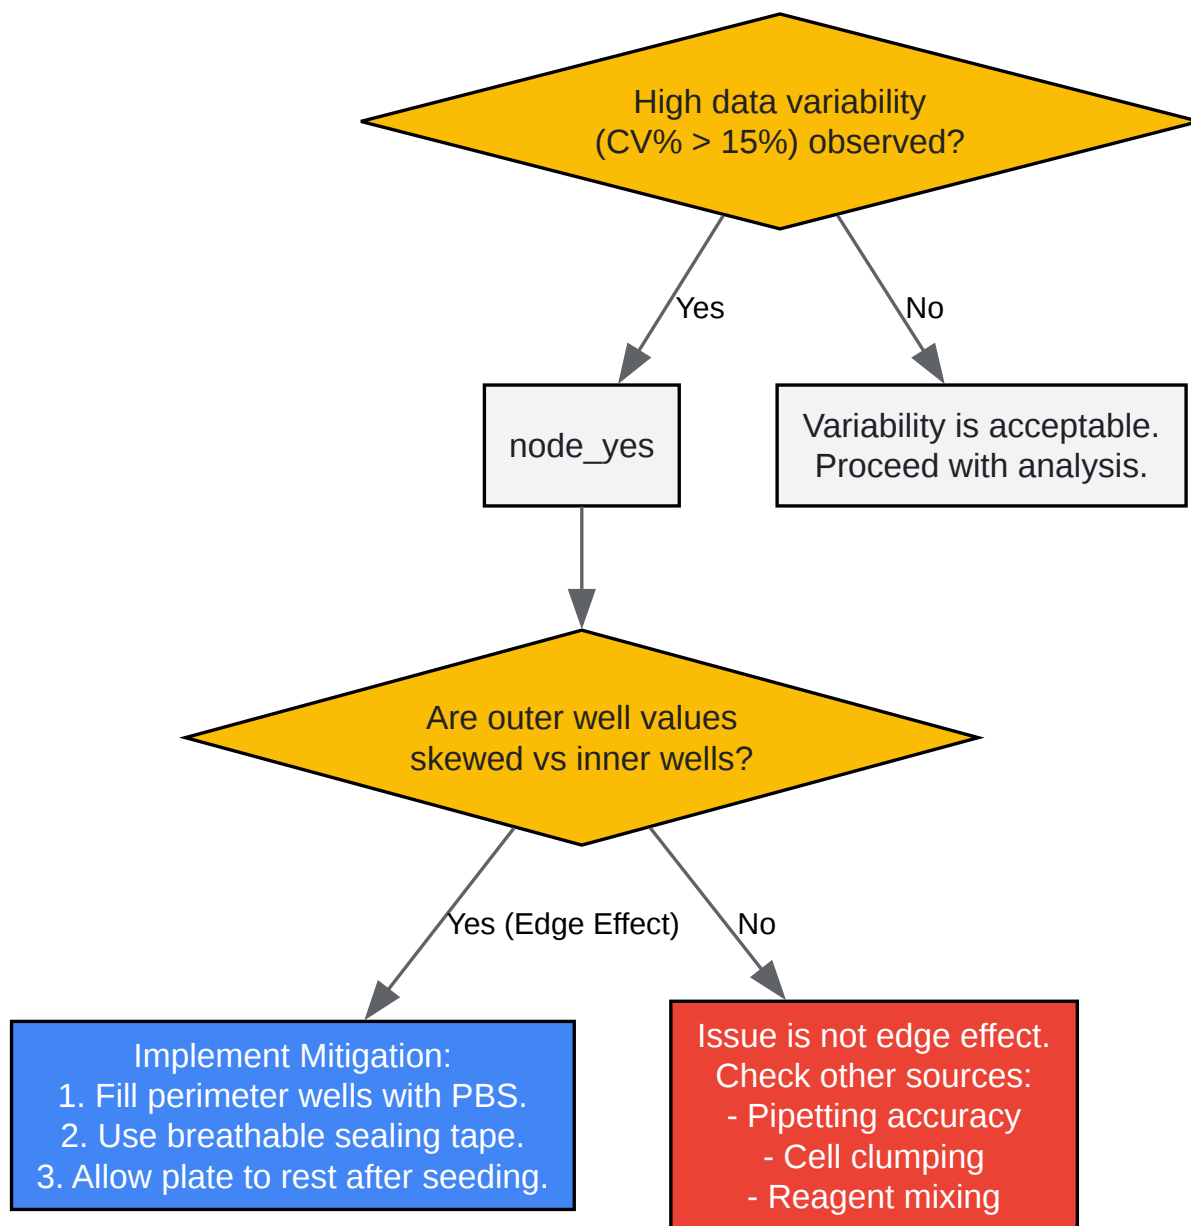 High data variability
(CV% > 15%) observed?
Yes
No
node_yes
Variability is acceptable.
Proceed with analysis.
Are outer well values
skewed vs inner wells?
Yes (Edge Effect)
No
Implement Mitigation:
1. Fill perimeter wells with PBS.
2. Use breathable sealing tape.
3. Allow plate to rest after seeding.
Issue is not edge effect.
Check other sources:
- Pipetting accuracy
- Cell clumping
- Reagent mixing